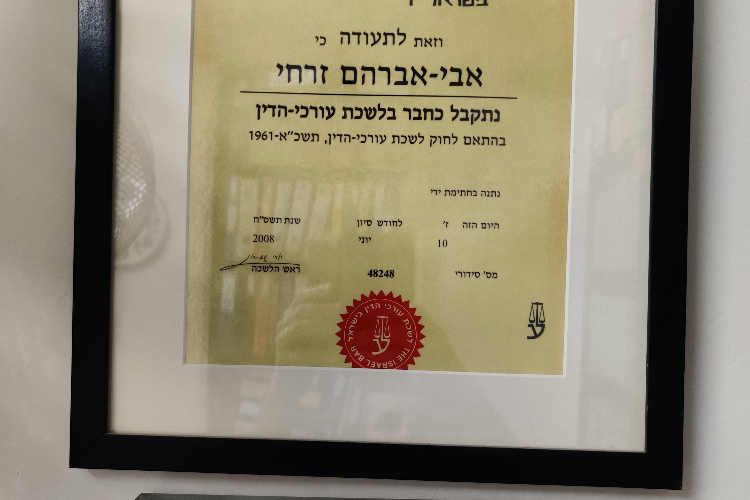 וזאת לתעודה כי
אבי-אברהם זרחי
נתקבל כחבר בלשכת עורכי-הדין
בהתאם לחוק לשכת עורכי-הדין, תשכ"א-1961
נתנה בחתימת ידי
היום הזה ז' לחודש סיון שנת תשס"ח
10 יוני 2008
ראש הלשכה
מס' סידורי 48248
לשכת עורכי הדין בישראל
THE ISRAEL BAR